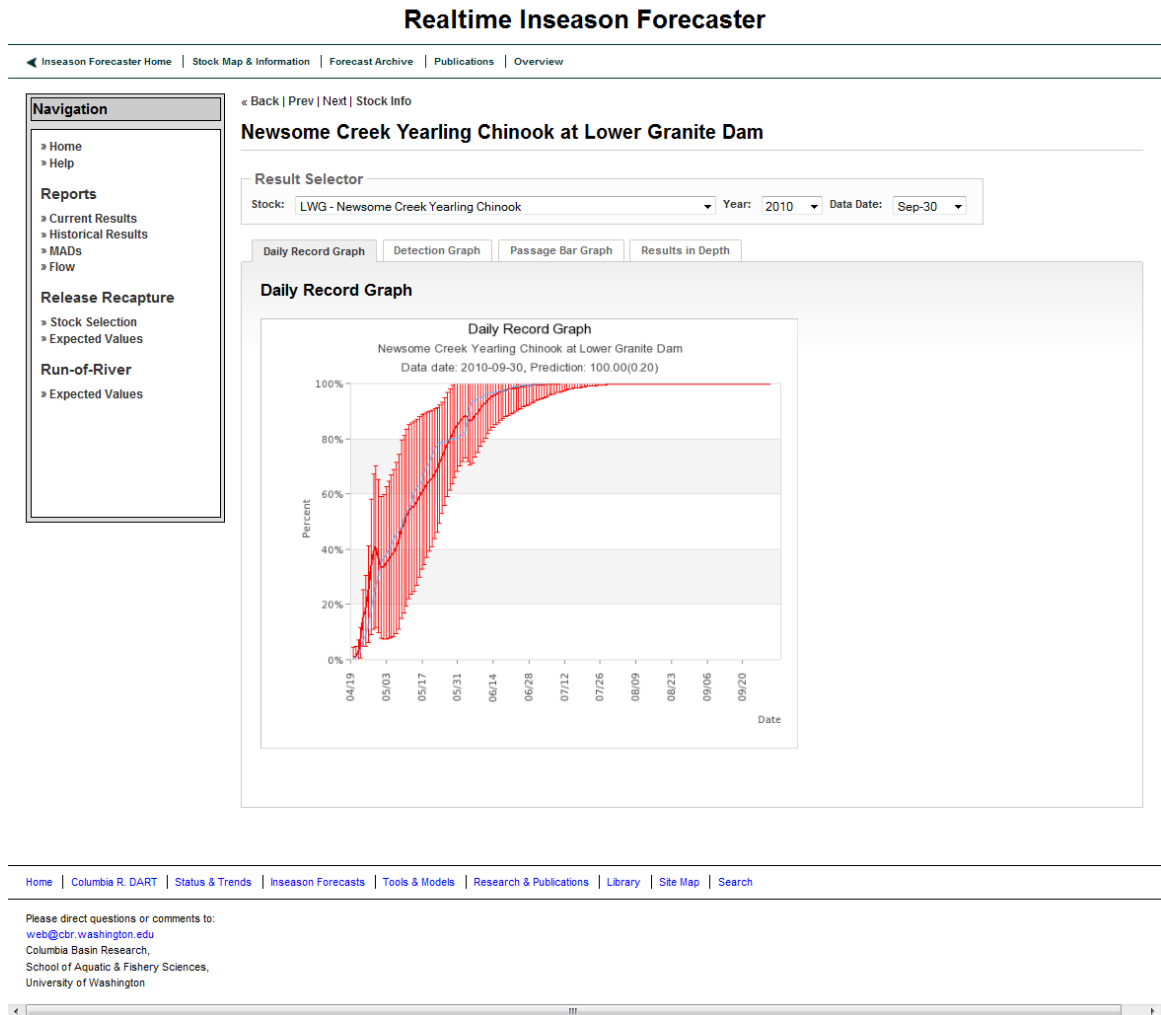 Realtime Inseason Forecaster
Inseason Forecaster Home | Stock Map & Information | Forecast Archive | Publications | Overview
Navigation
» Home
» Help
Reports
» Current Results
» Historical Results
» MADs
» Flow
Release Recapture
» Stock Selection
» Expected Values
Run-of-River
» Expected Values
« Back | Prev | Next | Stock Info
Newsome Creek Yearling Chinook at Lower Granite Dam
Result Selector
Stock: LWG - Newsome Creek Yearling Chinook Year: 2010 Data Date: Sep-30
Daily Record Graph Detection Graph Passage Bar Graph Results in Depth
Daily Record Graph
Daily Record Graph
Newsome Creek Yearling Chinook at Lower Granite Dam
Data date: 2010-09-30, Prediction: 100.00(0.20)
100%
80%
60%
40%
20%
0%
Percent
04/19 05/03 05/17 05/31 06/14 06/28 07/12 07/26 08/09 08/23 09/06 09/20
Date
Home | Columbia R. DART | Status & Trends | Inseason Forecasts | Tools & Models | Research & Publications | Library | Site Map | Search
Please direct questions or comments to:
web@cbr.washington.edu
Columbia Basin Research,
School of Aquatic & Fishery Sciences,
University of Washington